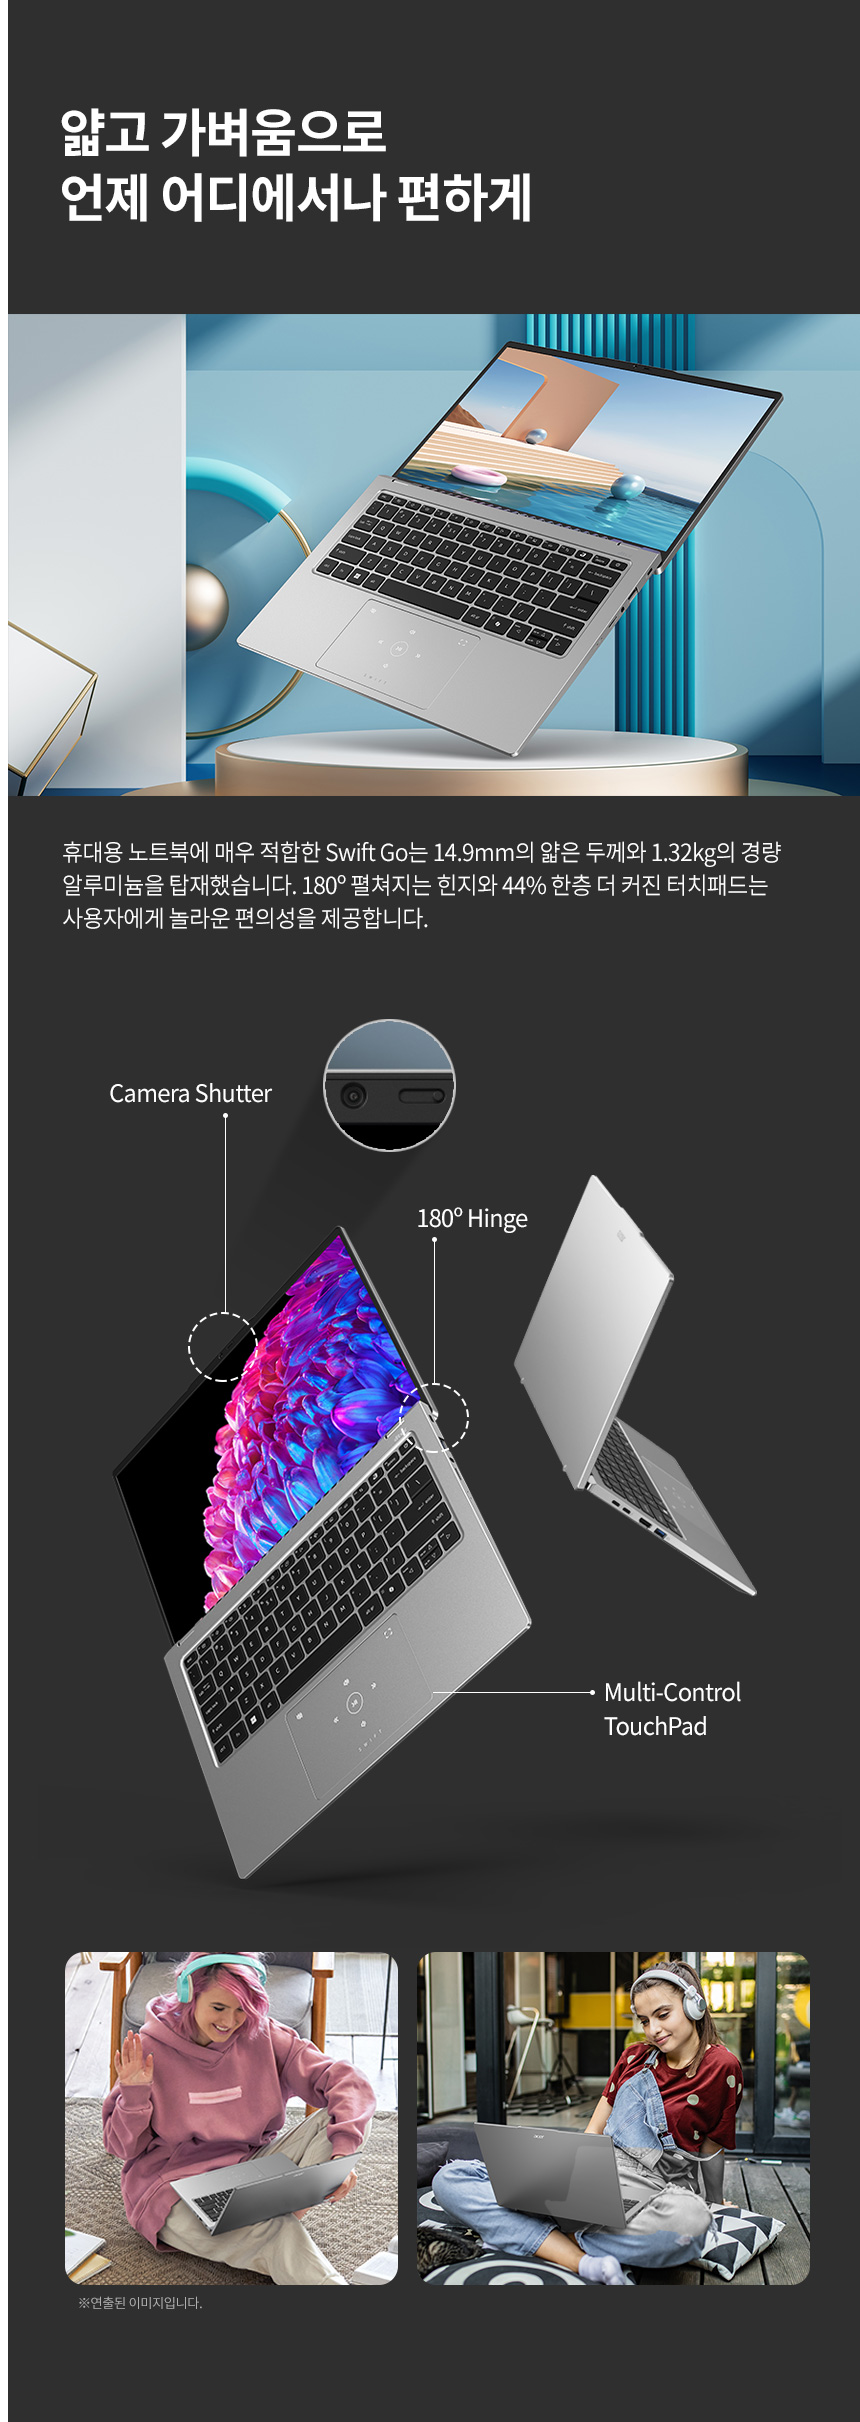 얇고 가벼움으로
언제 어디에서나 편하게
휴대용 노트북에 매우 적합한 Swift Go는 14.9mm의 얇은 두께와 1.32kg의 경량
알루미늄을 탑재했습니다. 180º 펼쳐지는 힌지와 44% 한층 더 커진 터치패드는
사용자에게 놀라운 편의성을 제공합니다.
Camera Shutter
180º Hinge
Multi-Control
TouchPad
SWIFT
acer
※연출된 이미지입니다.